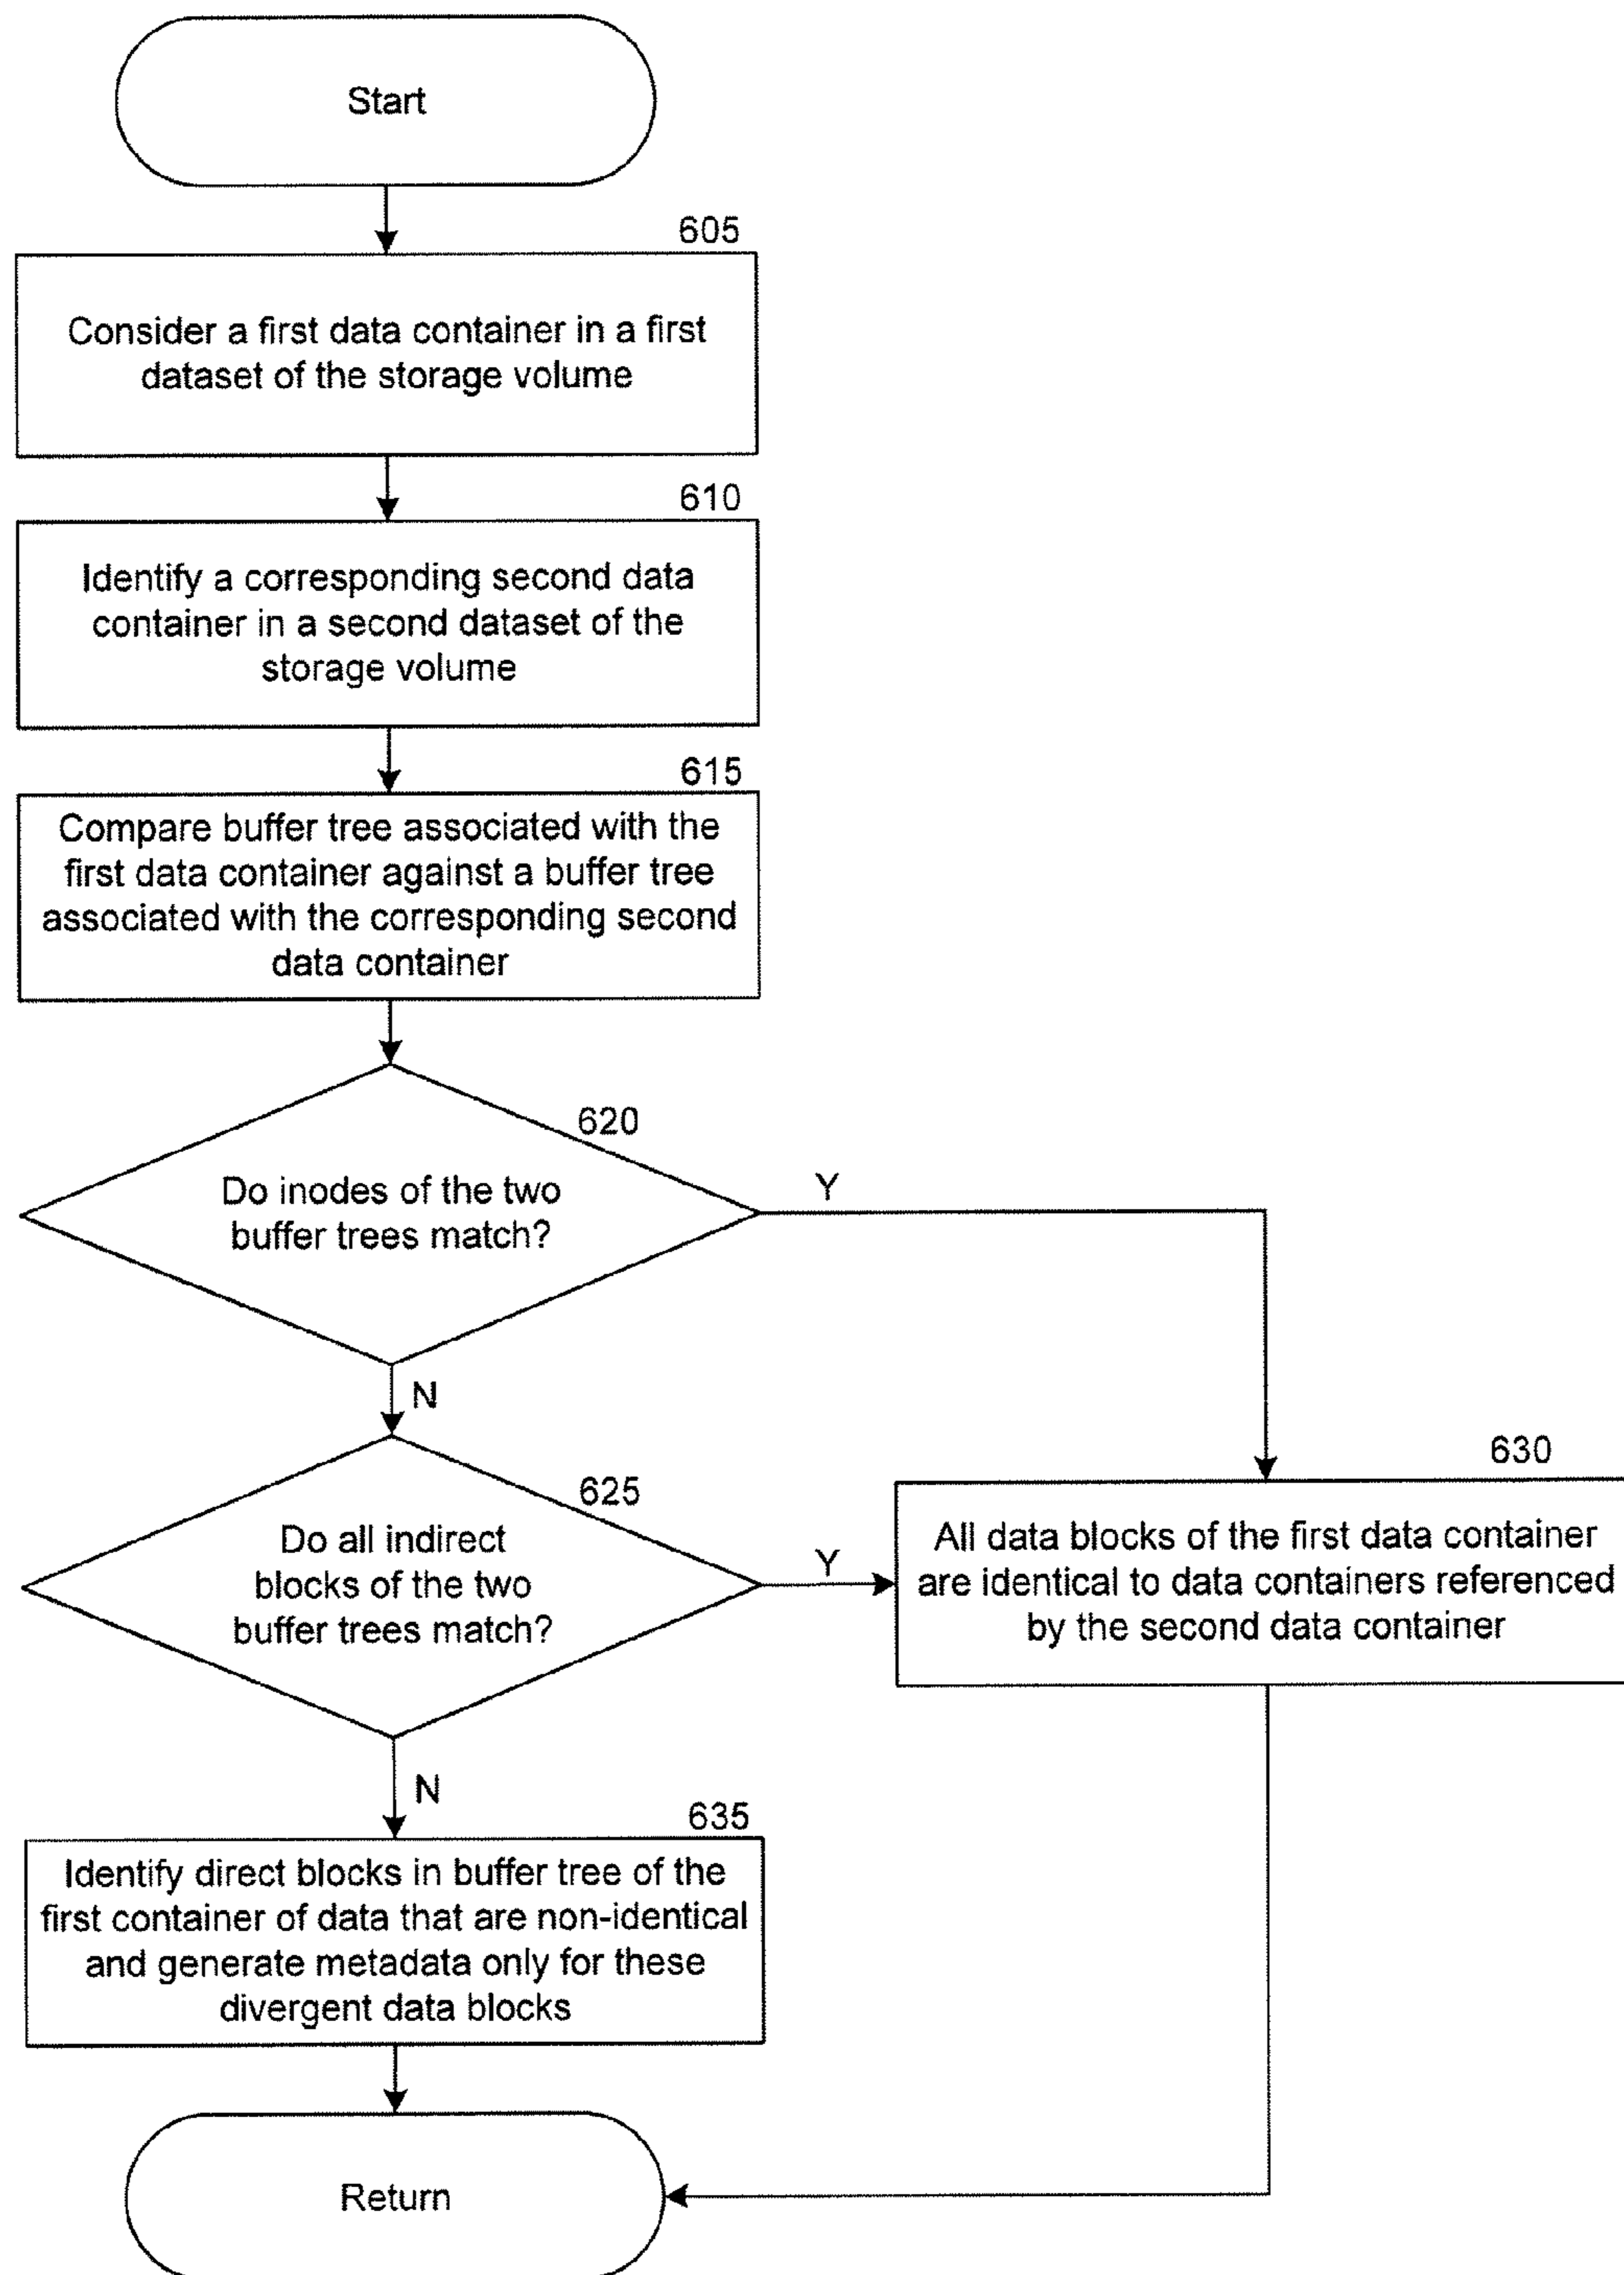 Start
605
Consider a first data container in a first
dataset of the storage volume
610
Identify a corresponding second data
container in a second dataset of the
storage volume
615
Compare buffer tree associated with the
first data container against a buffer tree
associated with the corresponding second
data container
620
Do inodes of the two
buffer trees match?
Y
N
625
Do all indirect
blocks of the two
buffer trees match?
Y
630
All data blocks of the first data container
are identical to data containers referenced
by the second data container
N
635
Identify direct blocks in buffer tree of the
first container of data that are non-identical
and generate metadata only for these
divergent data blocks
Return